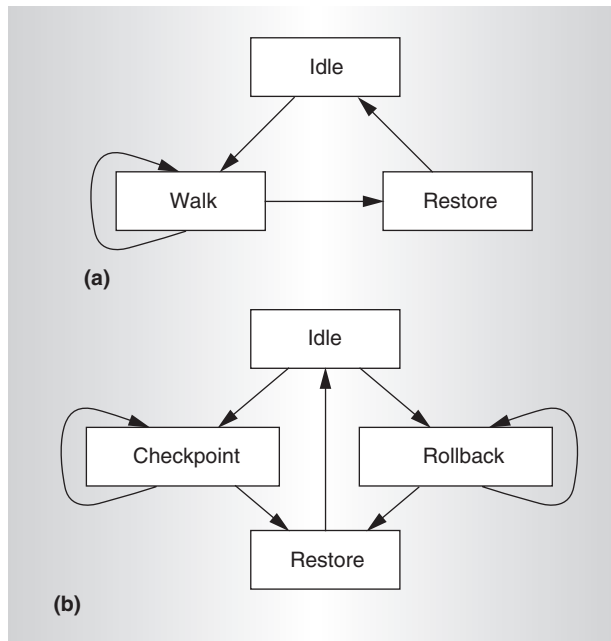 Idle
Walk
Restore
(a)
Idle
Checkpoint
Rollback
Restore
(b)